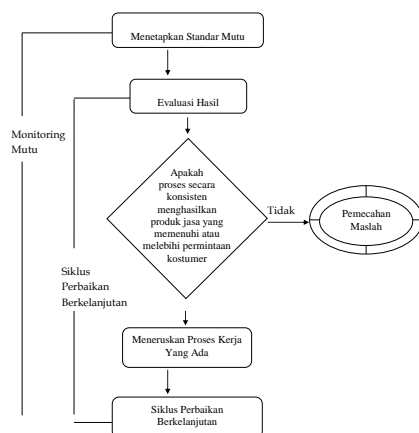 Menetapkan Standar Mutu
Evaluasi Hasil
Monitoring
Mutu
Apakah
proses secara
konsisten
menghasilkan
produk jasa yang
memenuhi atau
melebihi permintaan
kostumer
Tidak
Pemecahan
Maslah
Siklus
Perbaikan
Berkelanjutan
Meneruskan Proses Kerja
Yang Ada
Siklus Perbaikan
Berkelanjutan